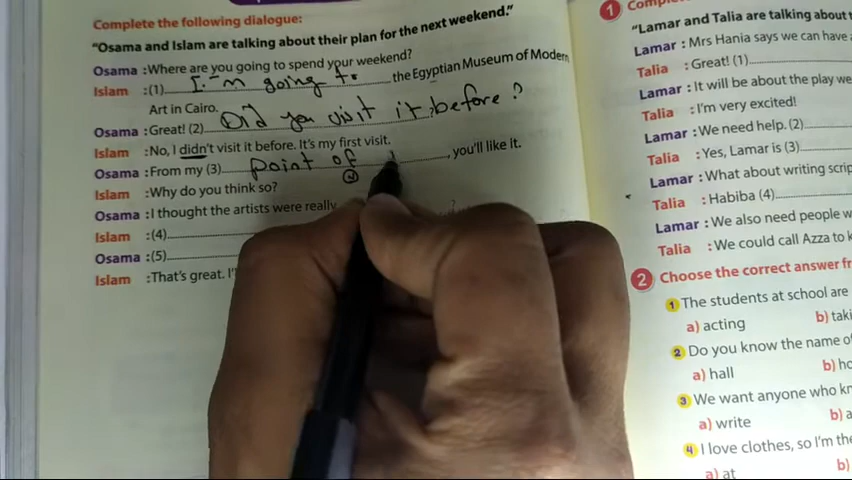 Complete the following dialogue:
"Osama and Islam are talking about their plan for the next weekend."
Osama : Where are you going to spend your weekend?
Islam : (1) I'm going to the Egyptian Museum of Modern
Art in Cairo.
Osama : Great! (2) Did you visit it before?
Islam : No, I didn't visit it before. It's my first visit.
Osama : From my (3) point of , you'll like it.
Islam : Why do you think so?
Osama : I thought the artists were really ?
Islam : (4)
Osama : (5)
Islam : That's great. I'
1
"Lamar and Talia are talking about
Lamar : Mrs Hania says we can have
Talia : Great! (1)
Lamar : It will be about the play we
Talia : I'm very excited!
Lamar : We need help. (2)
Talia : Yes, Lamar is (3)
Lamar : What about writing scrip
Talia : Habiba (4)
Lamar : We also need people w
Talia : We could call Azza to
2 Choose the correct answer fr
1 The students at school are
a) acting b) taki
2 Do you know the name o
a) hall b) ho
3 We want anyone who kn
a) write b) a
4 I love clothes, so I'm the
a) at b)